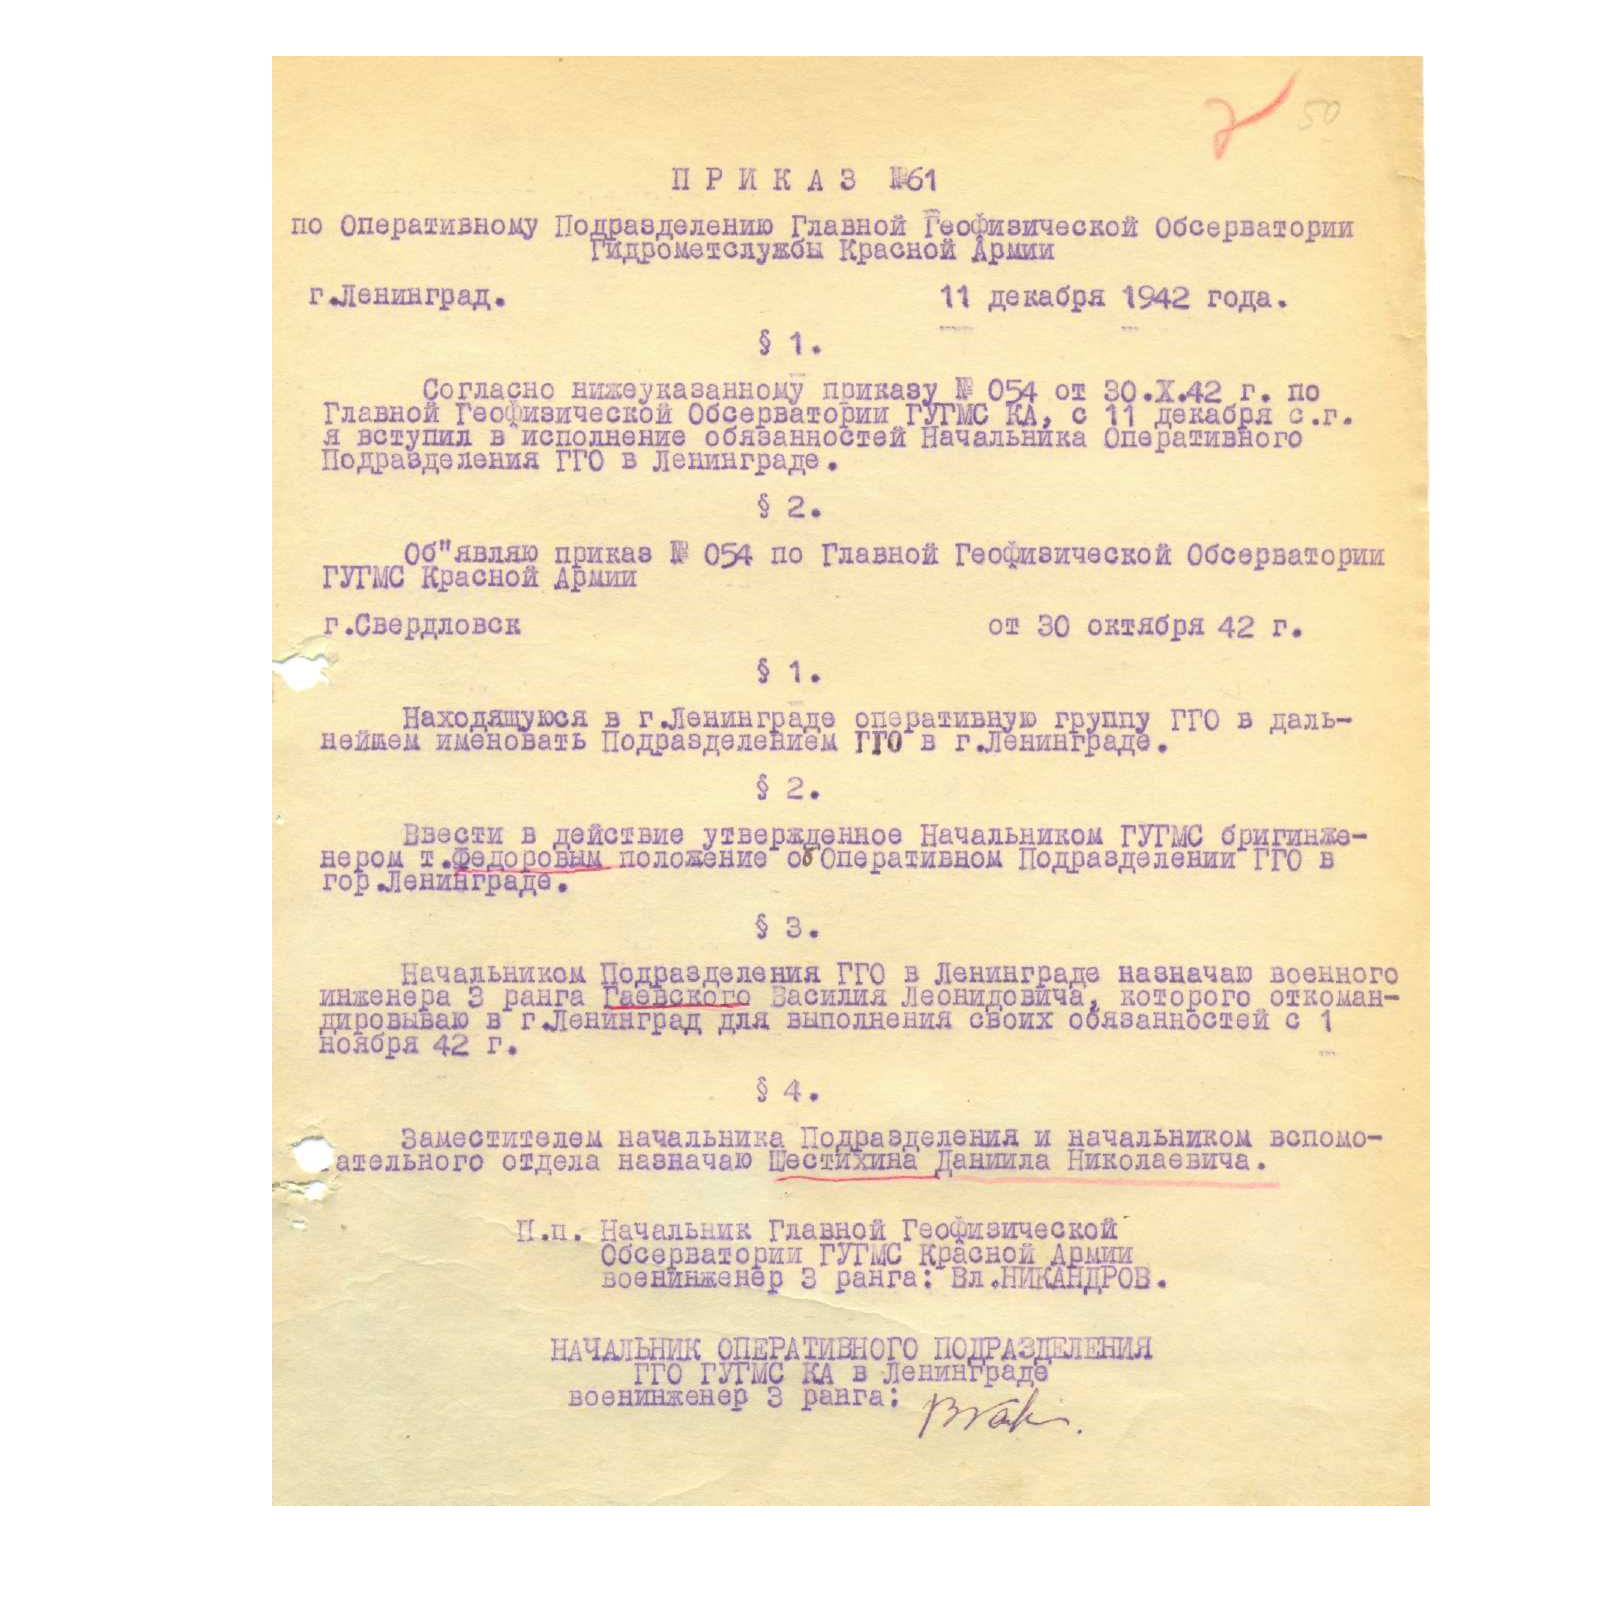 50
П Р И К А З №61
по Оперативному Подразделению Главной Геофизической Обсерватории
Гидрометслужбы Красной Армии
г.Ленинград. 11 декабря 1942 года.
§ 1.
Согласно нижеуказанному приказу № 054 от 30.X.42 г. по
Главной Геофизической Обсерватории ГУГМС КА, с 11 декабря с.г.
я вступил в исполнение обязанностей Начальника Оперативного
Подразделения ГГО в Ленинграде.
§ 2.
Об"являю приказ № 054 по Главной Геофизической Обсерватории
ГУГМС Красной Армии
г.Свердловск от 30 октября 42 г.
§ 1.
Находящуюся в г.Ленинграде оперативную группу ГГО в даль-
нейшем именовать Подразделением ГГО в г.Ленинграде.
§ 2.
Ввести в действие утвержденное Начальником ГУГМС бригинже-
нером т.Федоровым положение об Оперативном Подразделении ГГО в
гор.Ленинграде.
§ 3.
Начальником Подразделения ГГО в Ленинграде назначаю военного
инженера 3 ранга Гаевского Василия Леонидовича, которого откоман-
дировываю в г.Ленинград для выполнения своих обязанностей с 1
ноября 42 г.
§ 4.
Заместителем начальника Подразделения и начальником вспомо-
гательного отдела назначаю Шестихина Даниила Николаевича.
П.п. Начальник Главной Геофизической
Обсерватории ГУГМС Красной Армии
военинженер 3 ранга: Вл.НИКАНДРОВ.
НАЧАЛЬНИК ОПЕРАТИВНОГО ПОДРАЗДЕЛЕНИЯ
ГГО ГУГМС КА в Ленинграде
военинженер 3 ранга: